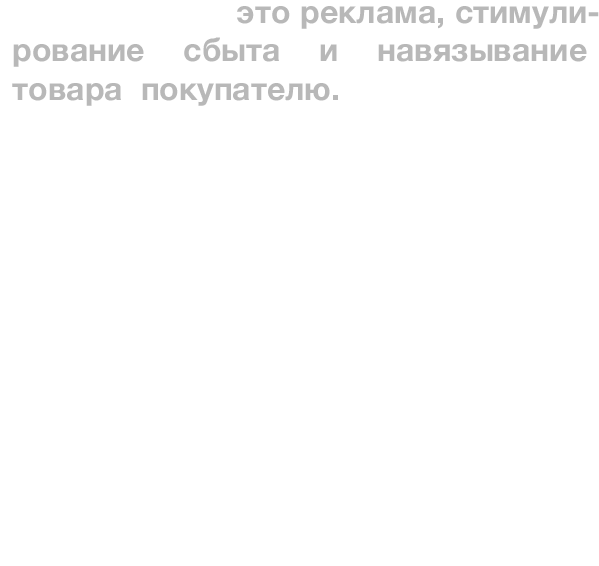 это реклама, стимули-
рование сбыта и навязывание
товара покупателю.